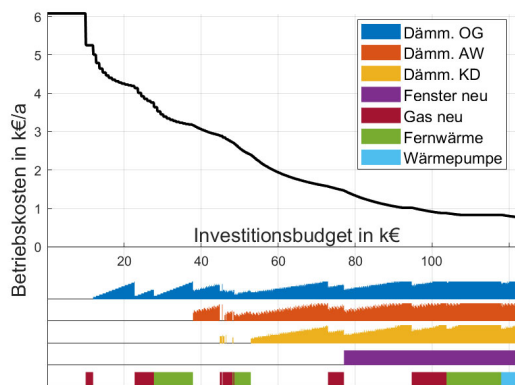 6
5
4
3
2
1
0
Betriebskosten in k€/a
Dämm. OG
Dämm. AW
Dämm. KD
Fenster neu
Gas neu
Fernwärme
Wärmepumpe
Investitionsbudget in k€
20 40 60 80 100